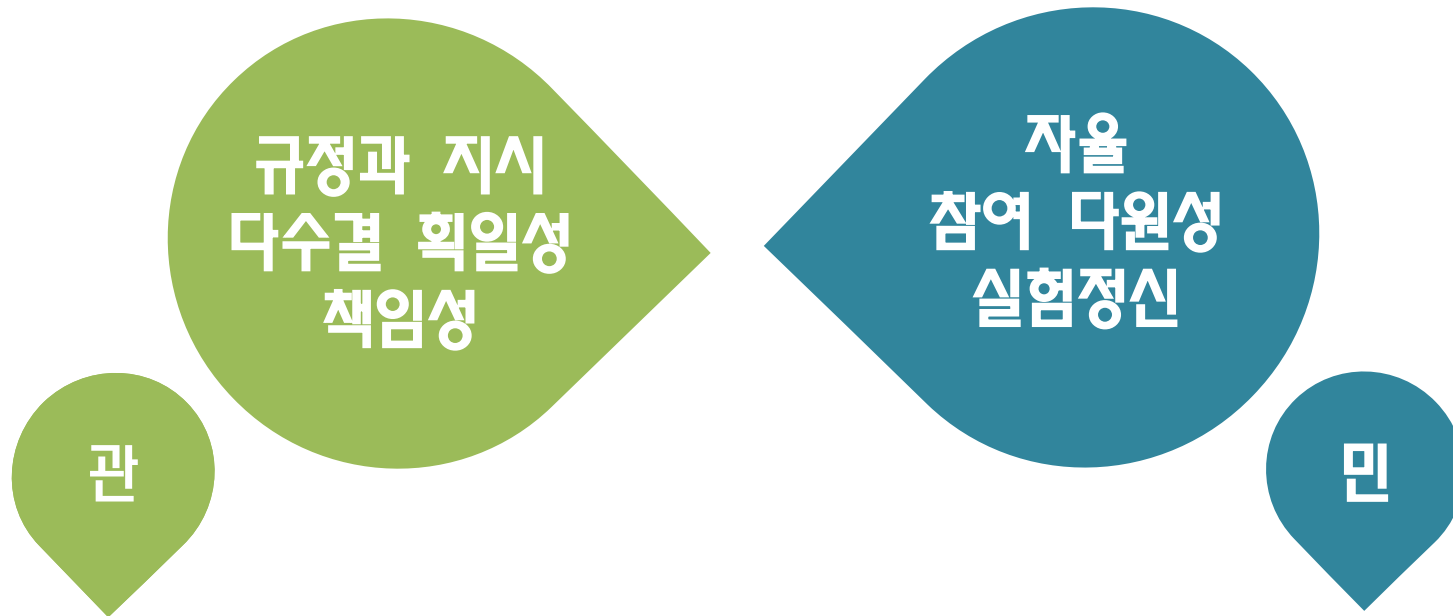 규정과 지시
다수결 획일성
책임성
자율
참여 다원성
실험정신
관
민